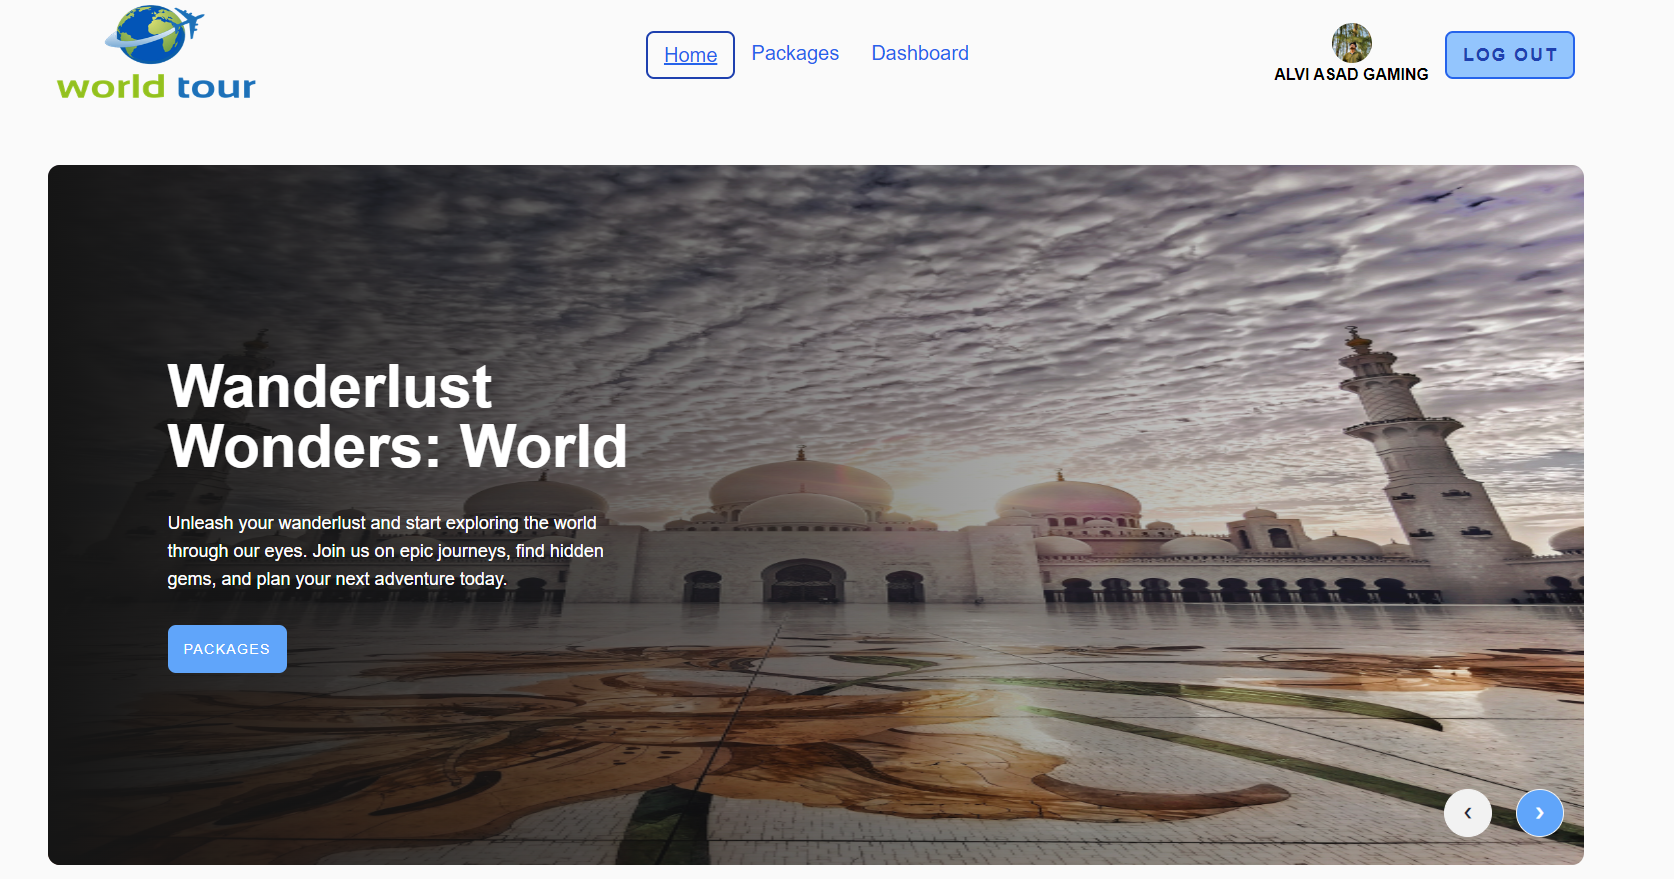 world tour
Home
Packages
Dashboard
ALVI ASAD GAMING
LOG OUT
Wanderlust
Wonders: World
Unleash your wanderlust and start exploring the world
through our eyes. Join us on epic journeys, find hidden
gems, and plan your next adventure today.
PACKAGES